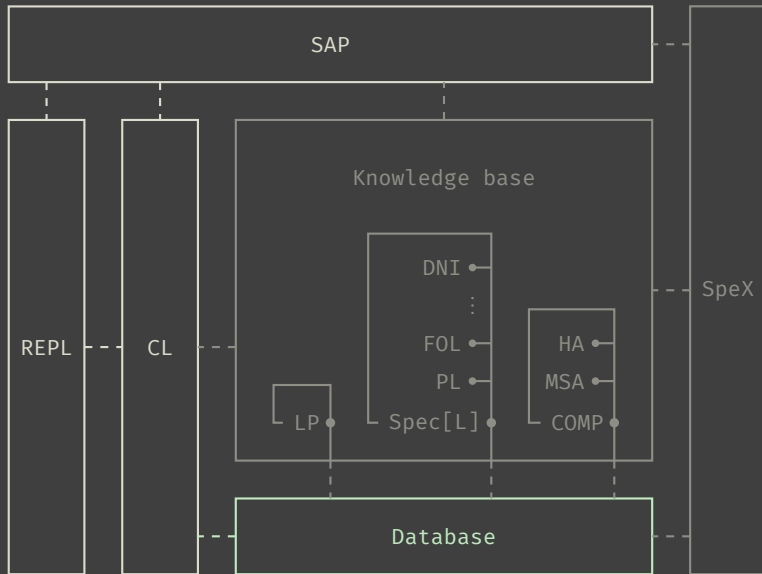 SAP
Knowledge base
DNI
⋮
SpeX
FOL
HA
REPL
CL
PL
MSA
LP
Spec[L]
COMP
Database